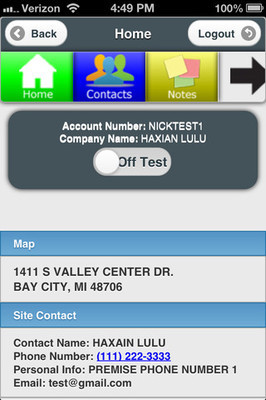 Verizon 4:49 PM 100%
Back Home Logout
Home Contacts Notes
Account Number: NICKTEST1
Company Name: HAXIAN LULU
Off Test
Map
1411 S VALLEY CENTER DR.
BAY CITY, MI 48706
Site Contact
Contact Name: HAXAIN LULU
Phone Number: (111) 222-3333
Personal Info: PREMISE PHONE NUMBER 1
Email: test@gmail.com